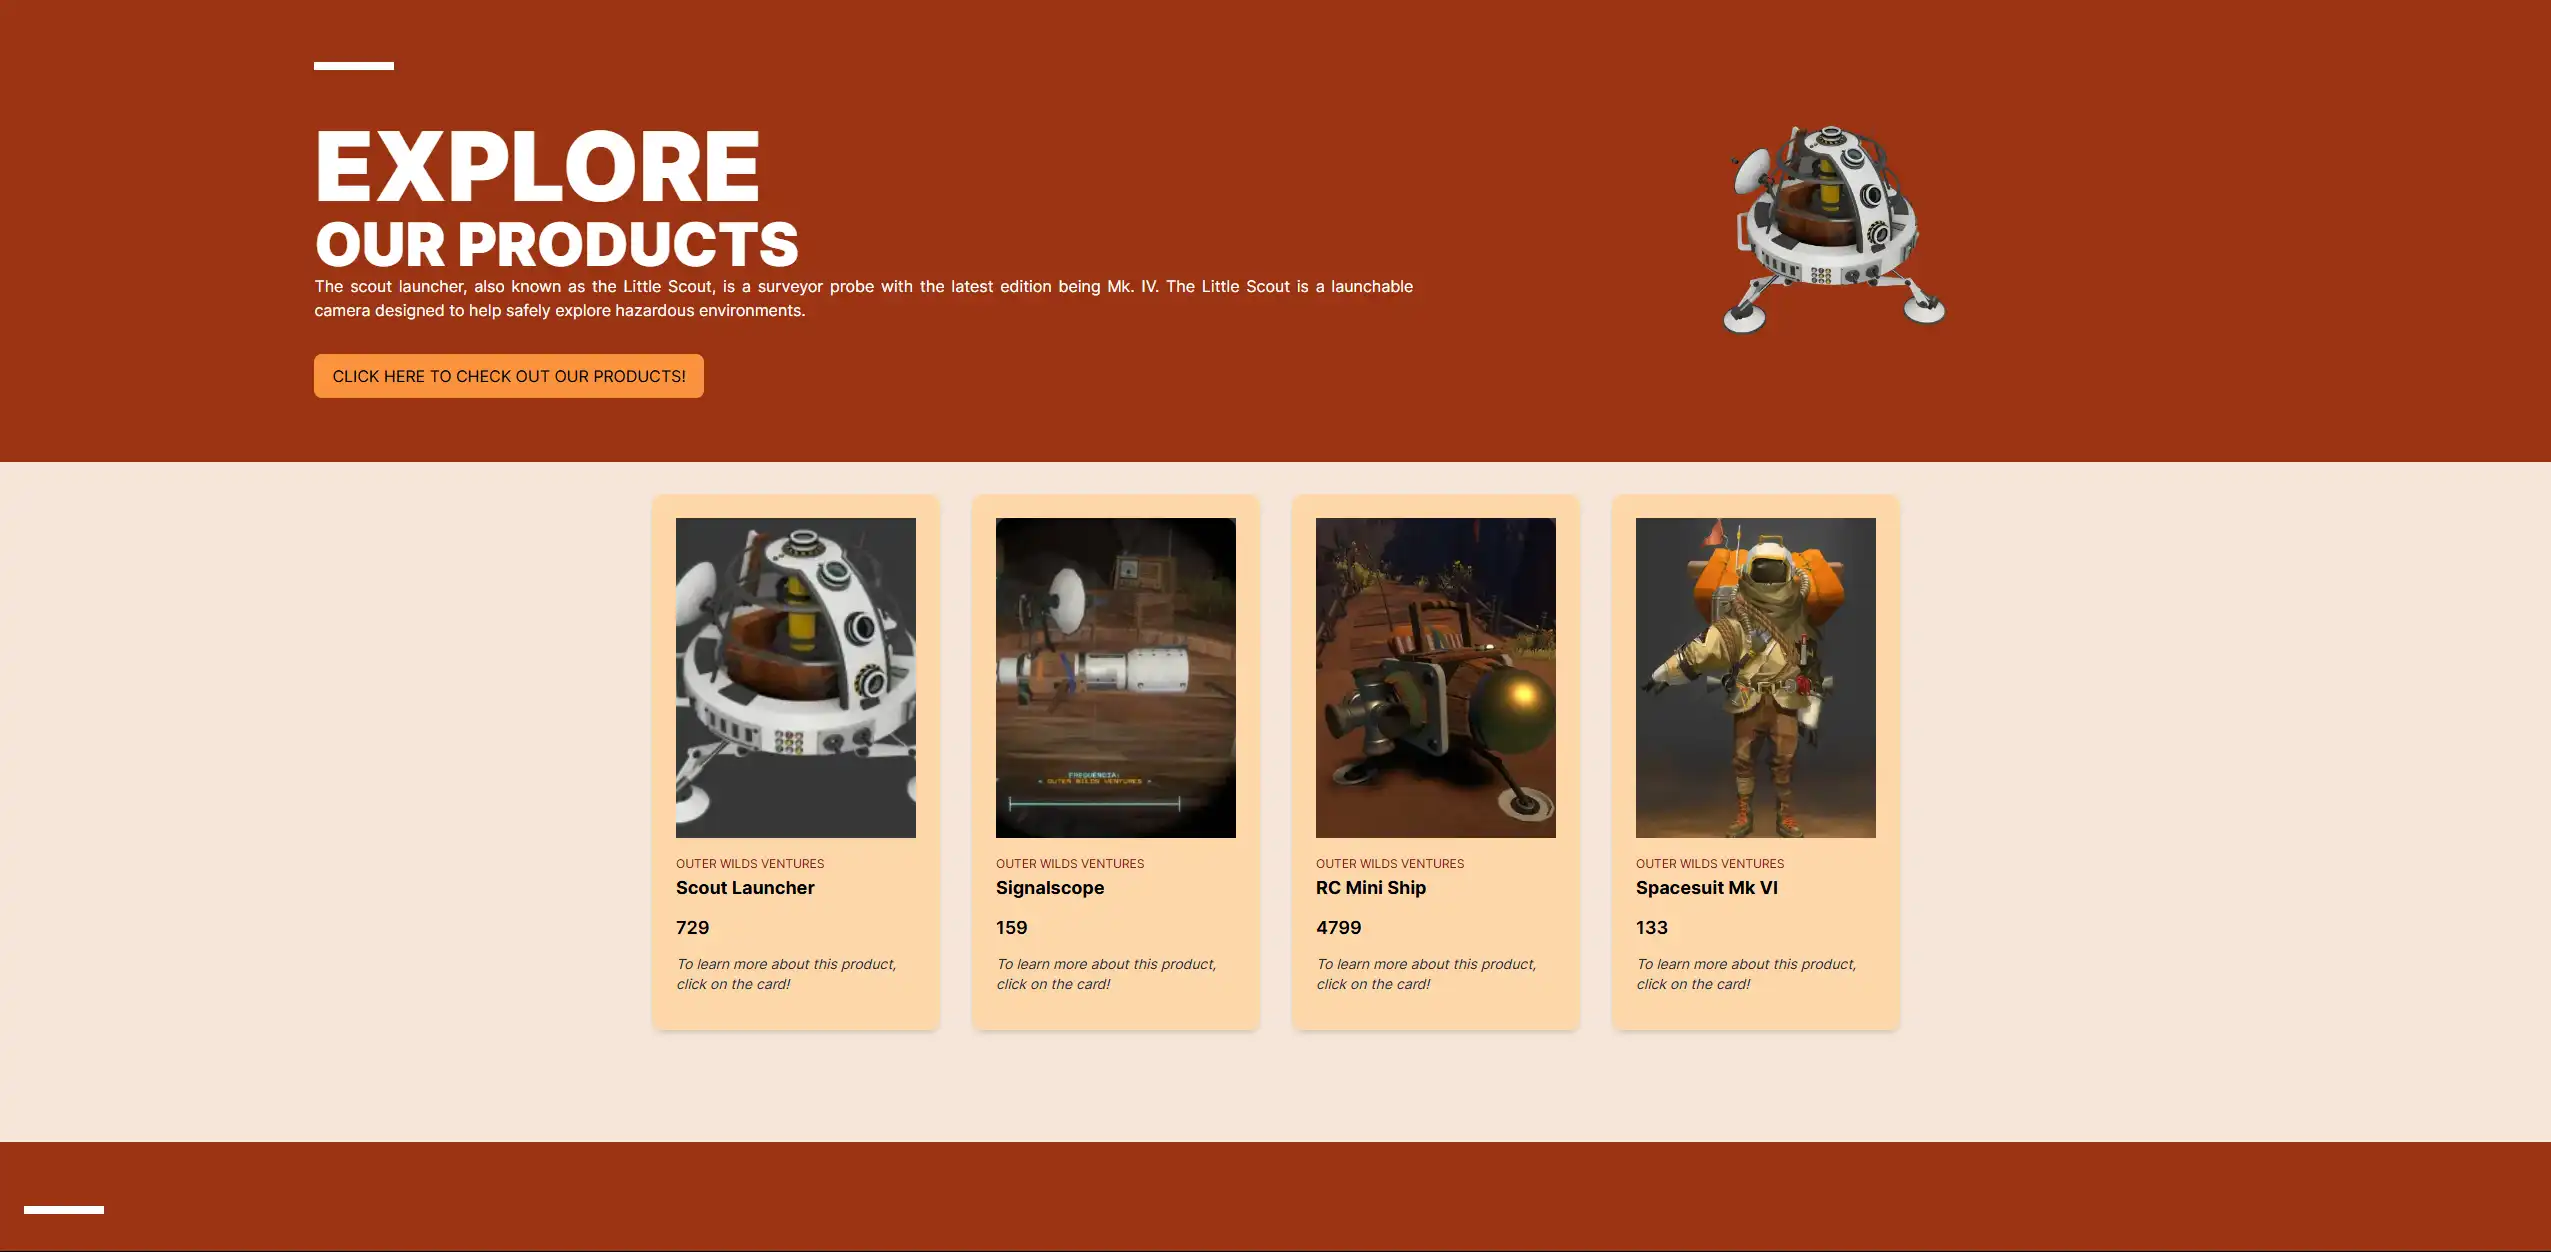 EXPLORE
OUR PRODUCTS
The scout launcher, also known as the Little Scout, is a surveyor probe with the latest edition being Mk. IV. The Little Scout is a launchable
camera designed to help safely explore hazardous environments.
CLICK HERE TO CHECK OUT OUR PRODUCTS!
FREQUÊNCIA:
< OUTER WILDS VENTURES >
OUTER WILDS VENTURES
Scout Launcher
729
To learn more about this product,
click on the card!
OUTER WILDS VENTURES
Signalscope
159
To learn more about this product,
click on the card!
OUTER WILDS VENTURES
RC Mini Ship
4799
To learn more about this product,
click on the card!
OUTER WILDS VENTURES
Spacesuit Mk VI
133
To learn more about this product,
click on the card!